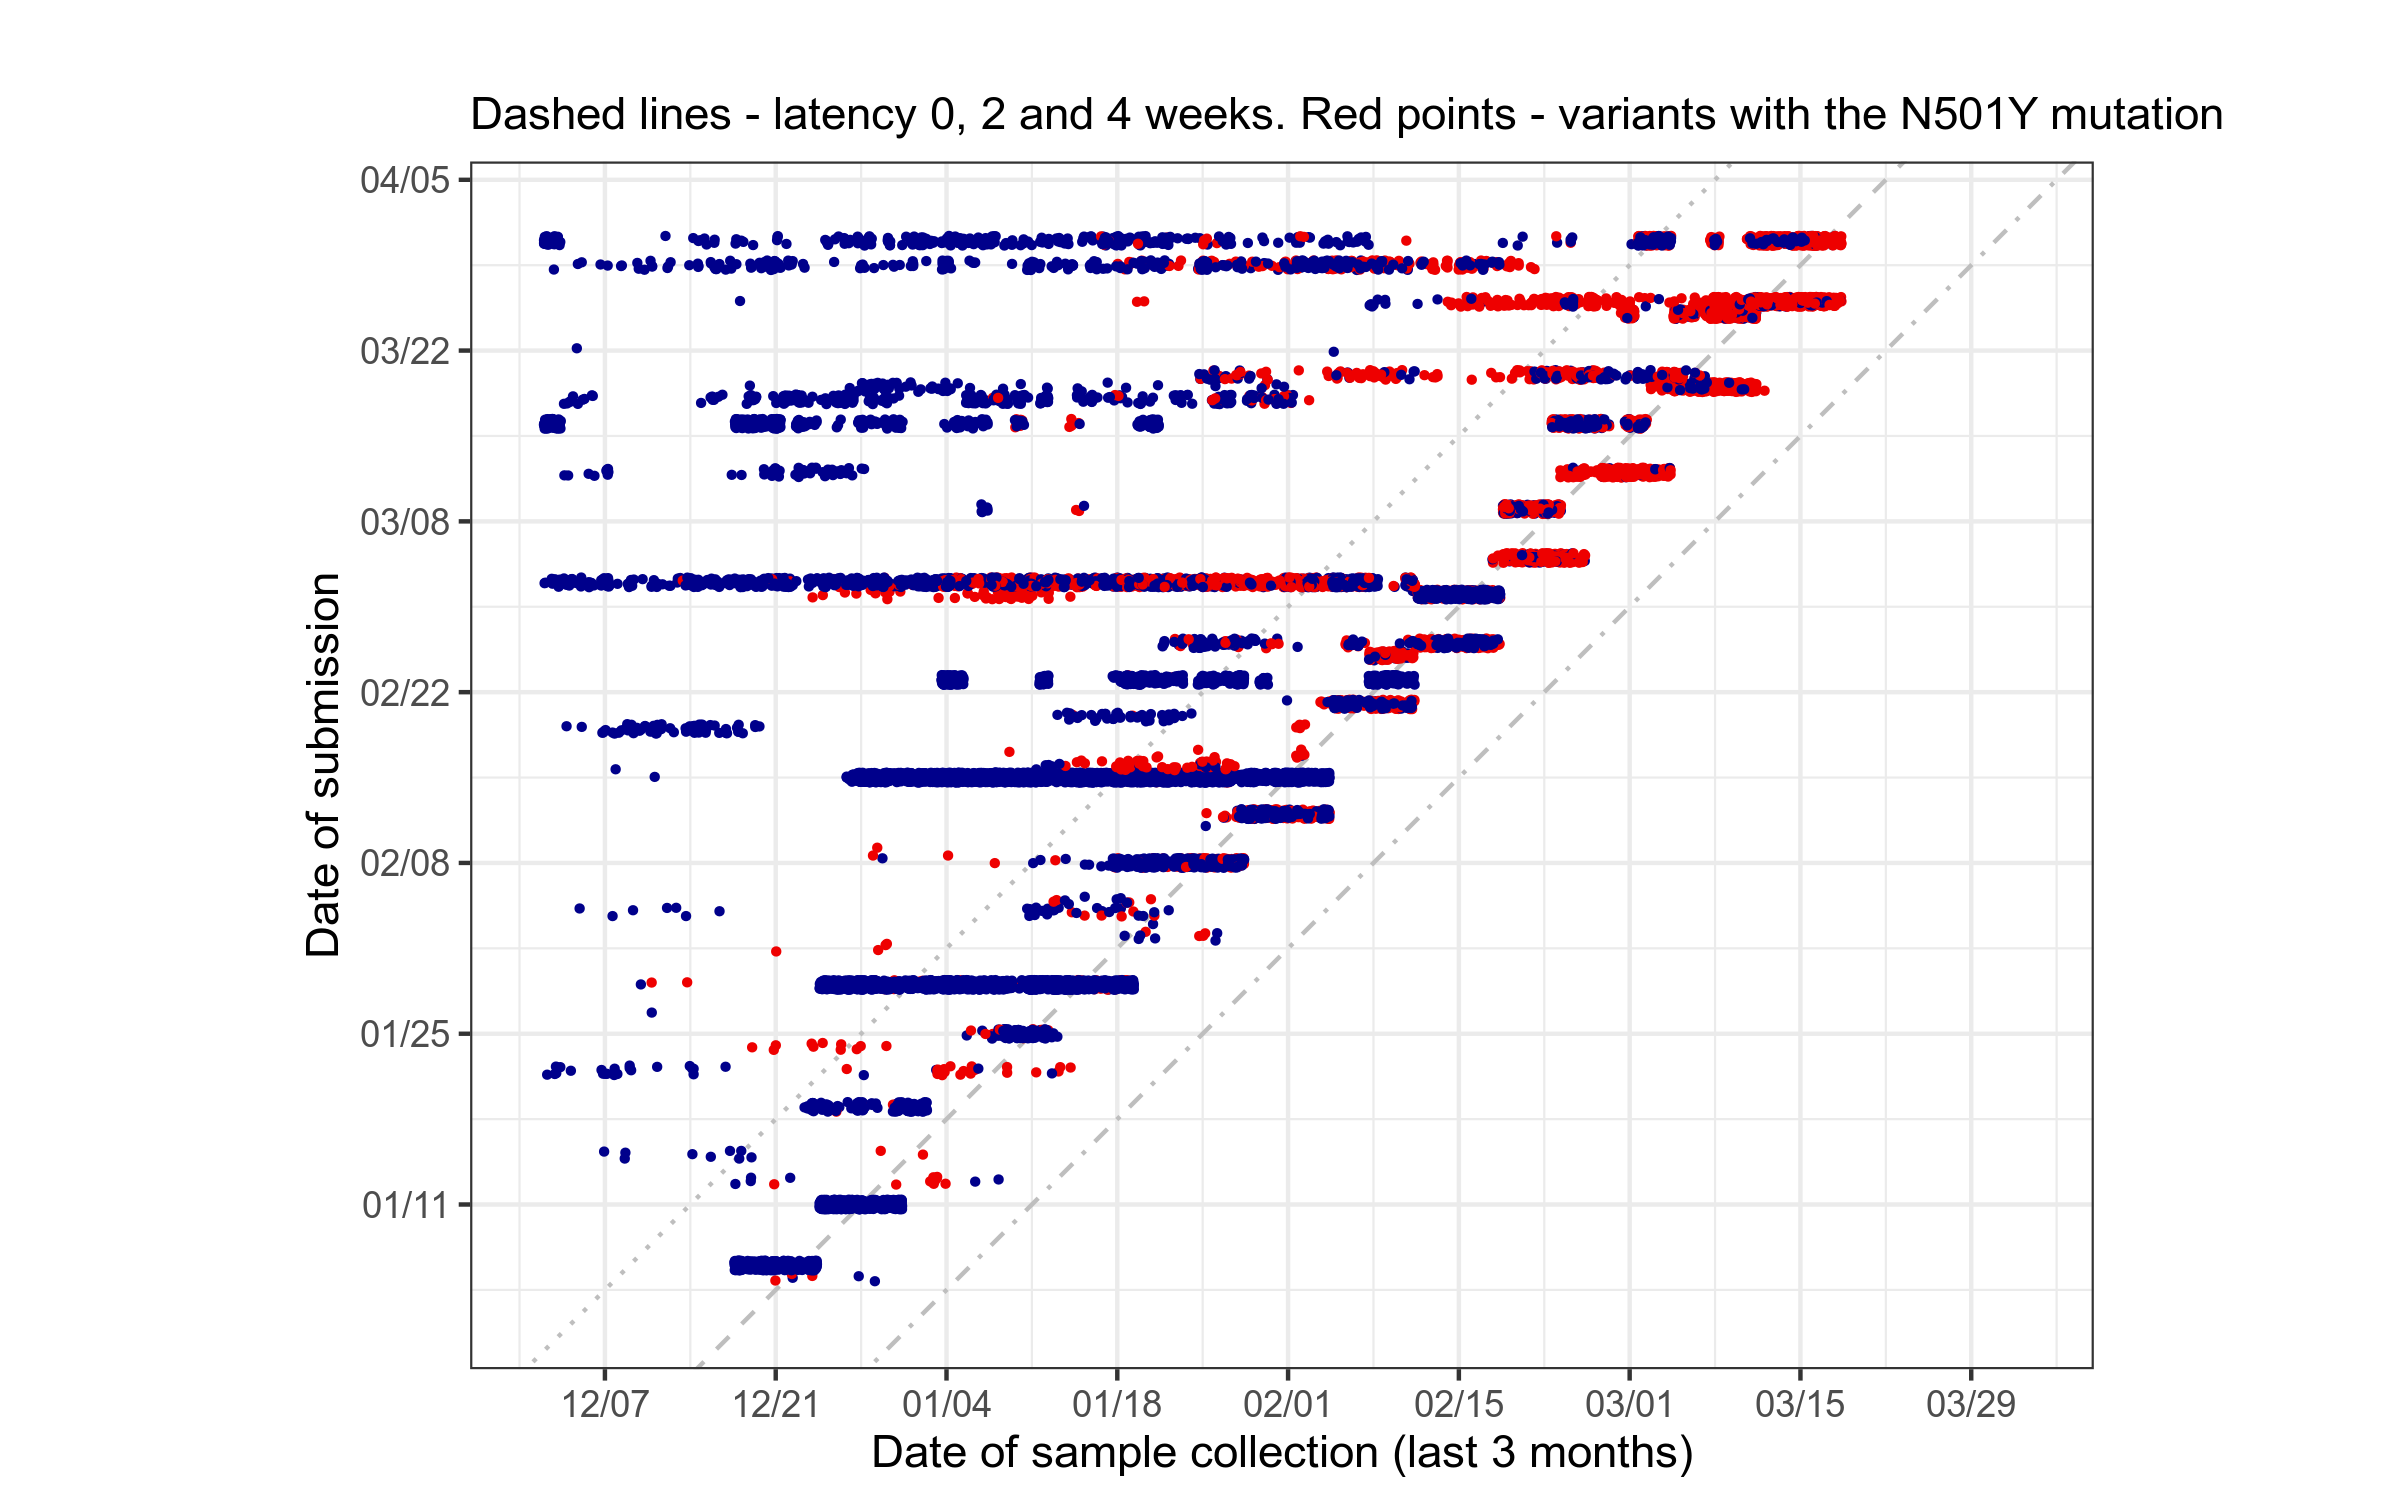 Dashed lines - latency 0, 2 and 4 weeks. Red points - variants with the N501Y mutation
04/05
03/22
03/08
02/22
02/08
01/25
01/11
Date of submission
12/07 12/21 01/04 01/18 02/01 02/15 03/01 03/15 03/29
Date of sample collection (last 3 months)